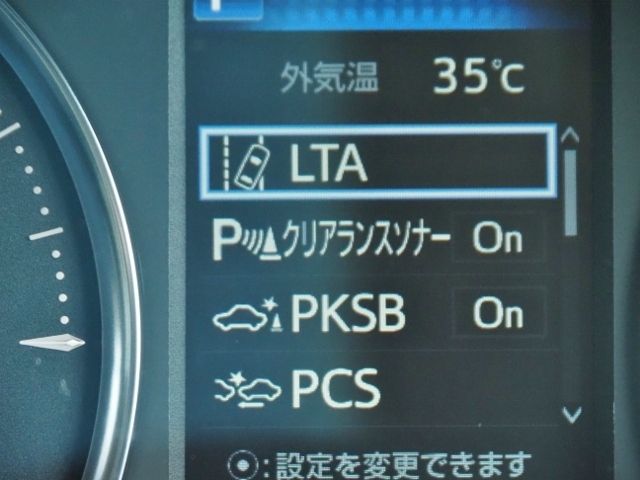 外気温 35℃
LTA
P クリアランスソナー On
PKSB On
PCS
⦿:設定を変更できます